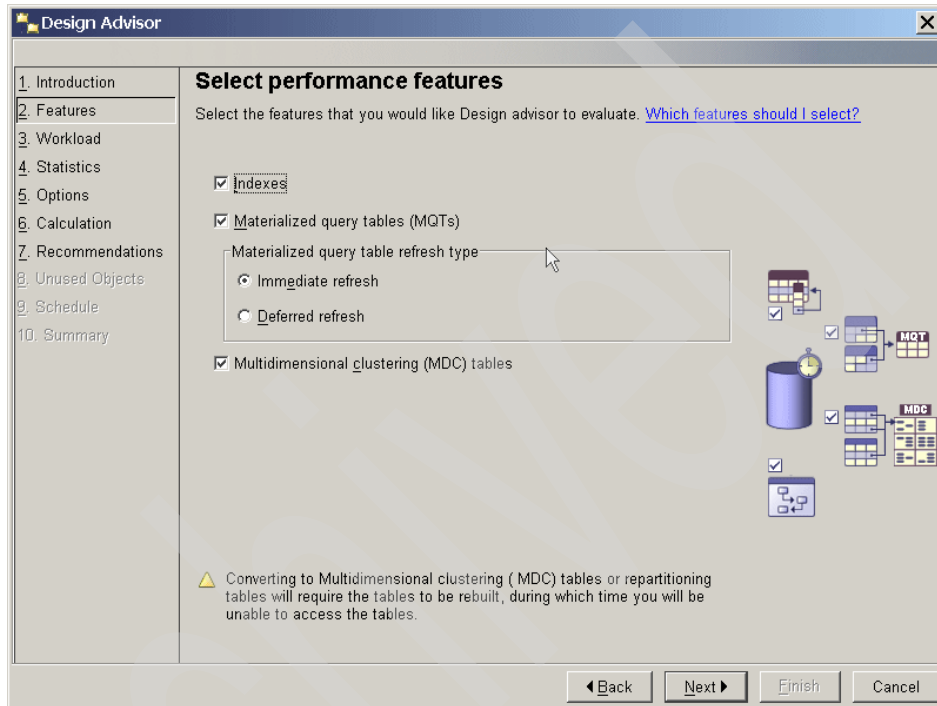 Design Advisor
1. Introduction
2. Features
3. Workload
4. Statistics
5. Options
6. Calculation
7. Recommendations
8. Unused Objects
9. Schedule
10. Summary
Select performance features
Select the features that you would like Design advisor to evaluate. Which features should I select?
Indexes
Materialized query tables (MQTs)
Materialized query table refresh type
Immediate refresh
Deferred refresh
Multidimensional clustering (MDC) tables
MQT
MDC
Converting to Multidimensional clustering ( MDC) tables or repartitioning
tables will require the tables to be rebuilt, during which time you will be
unable to access the tables.
Back
Next
Finish
Cancel